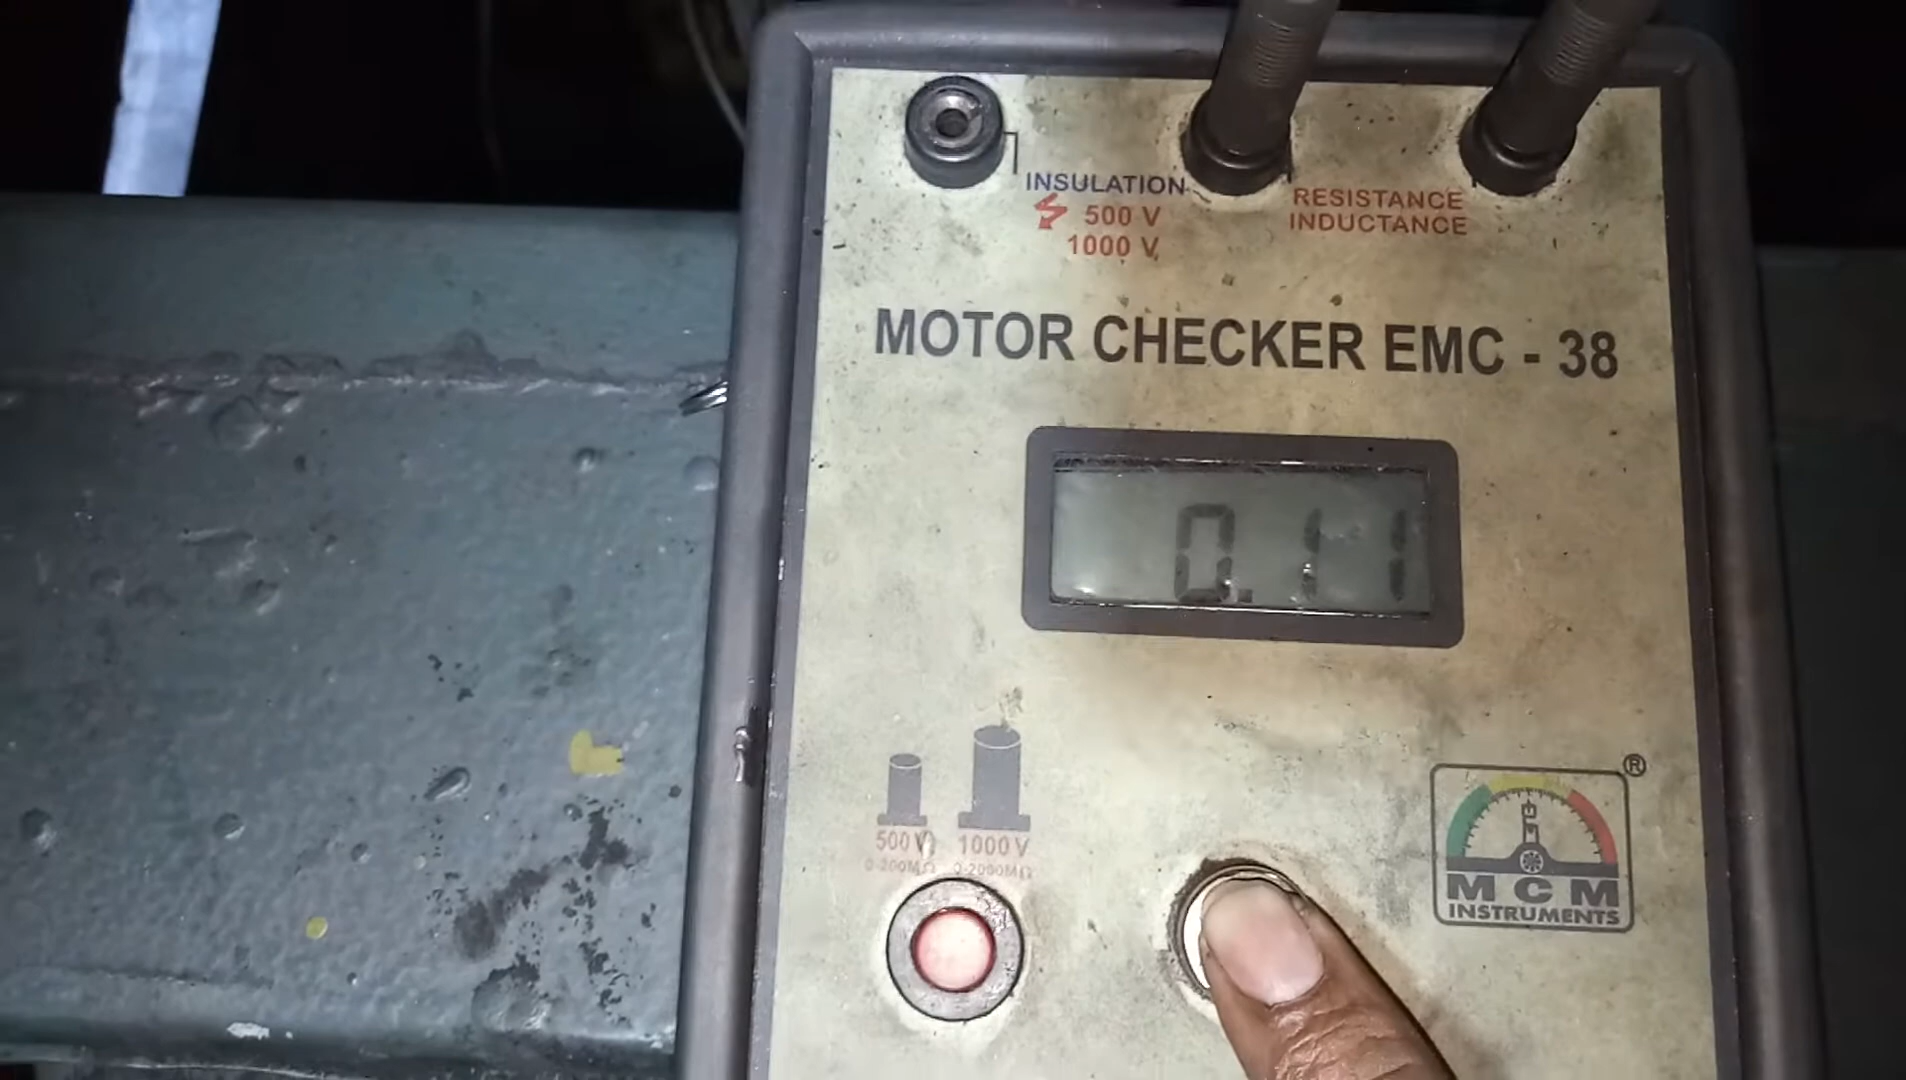 INSULATION
500 V
1000 V
RESISTANCE
INDUCTANCE
MOTOR CHECKER EMC - 38
0.11
500 V 1000 V
0-200MΩ 0-2000MΩ
®
MCM
INSTRUMENTS